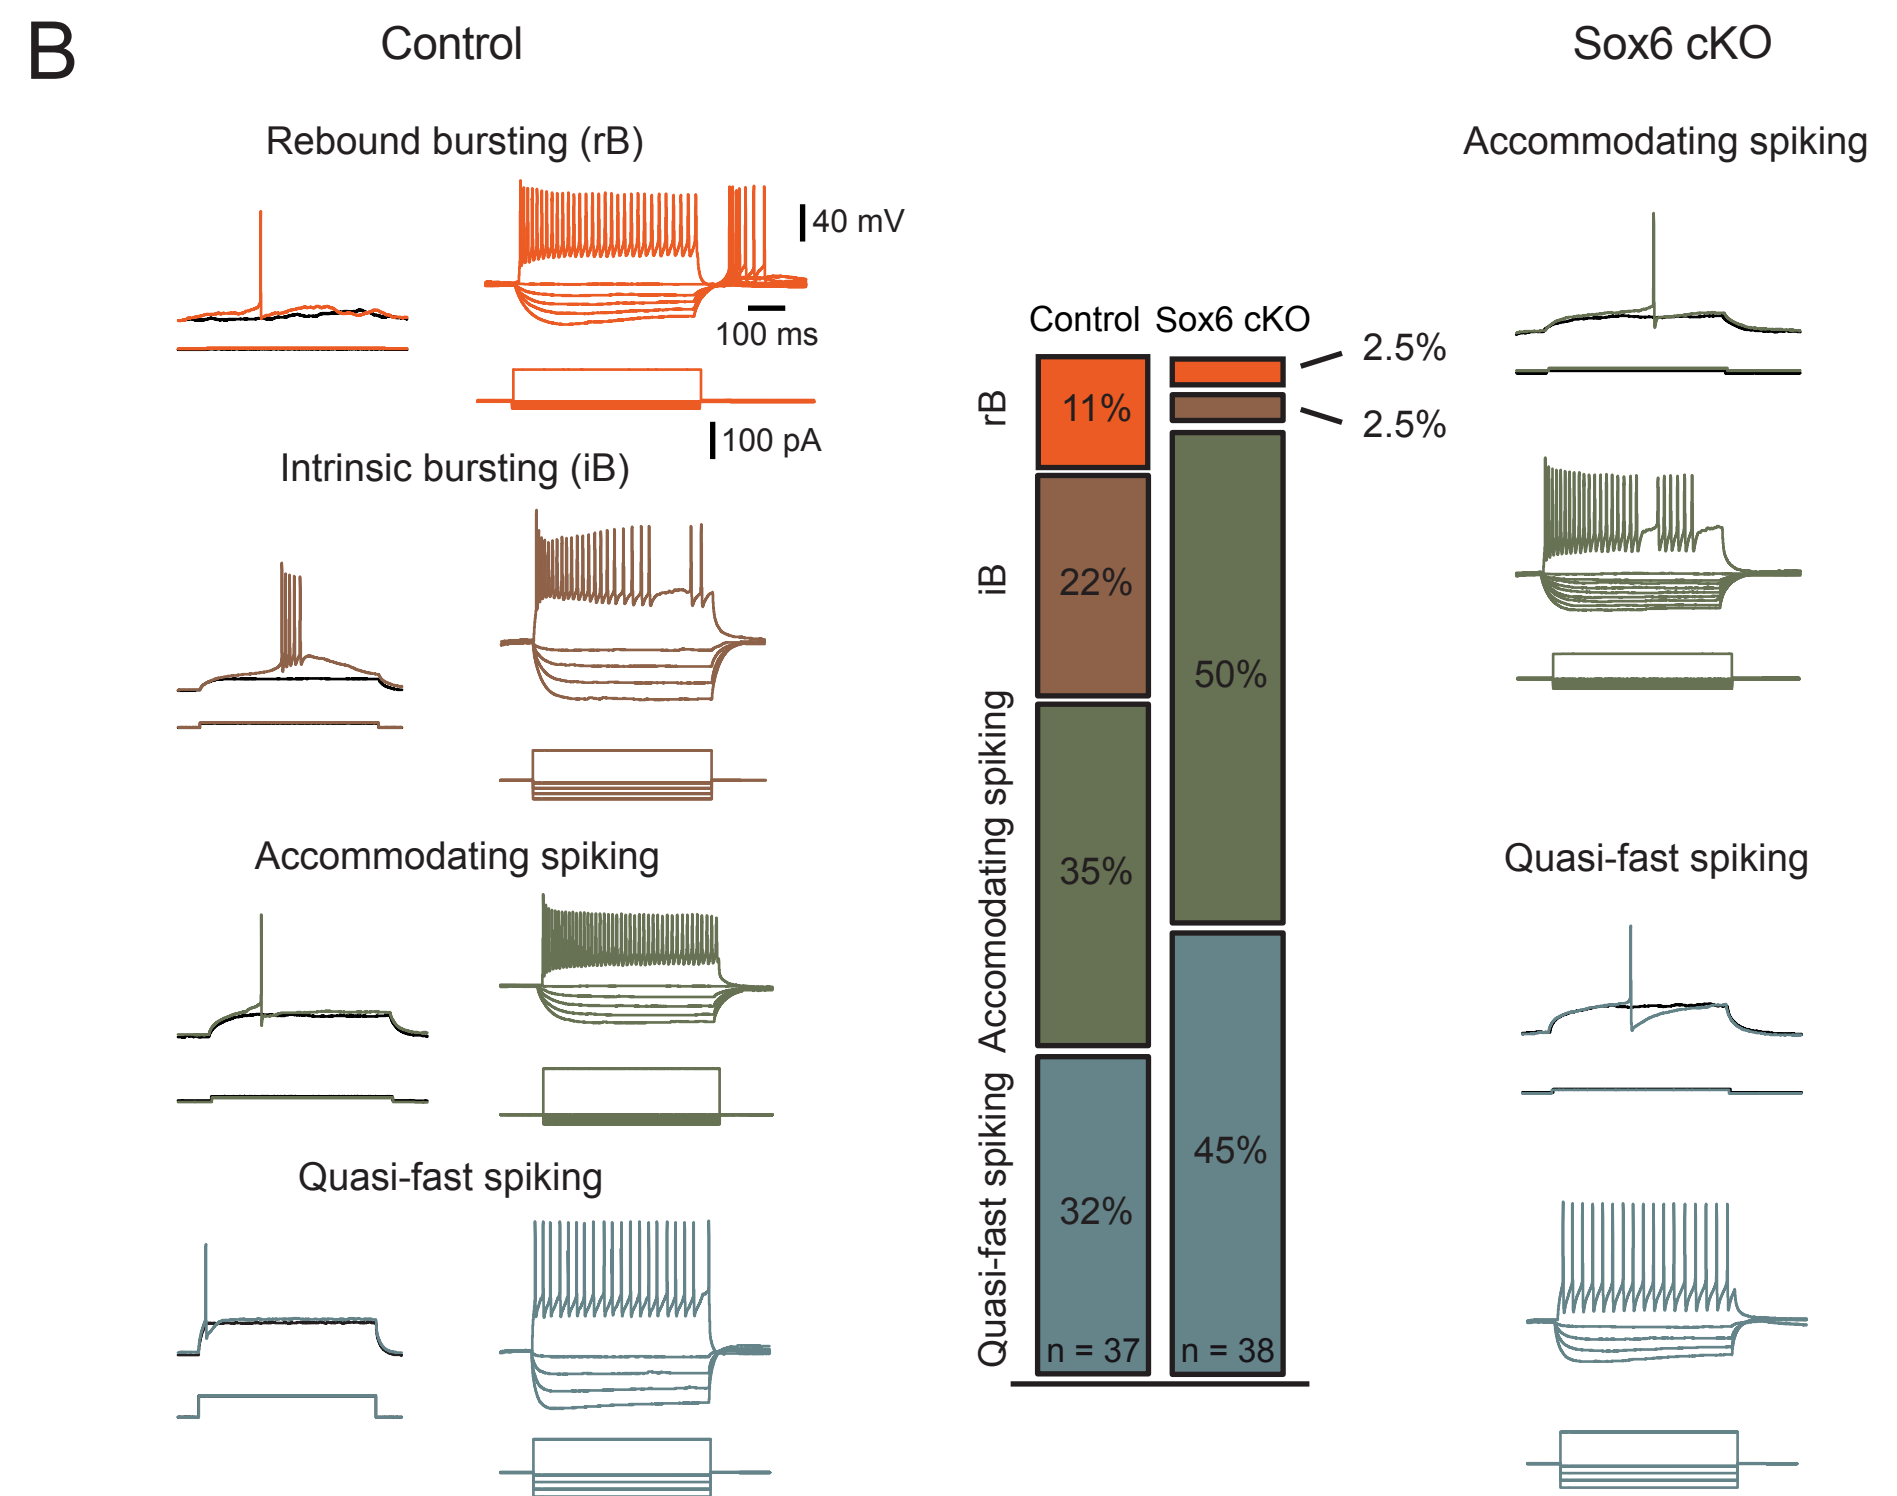 B
Control
Sox6 cKO
Rebound bursting (rB)
40 mV
100 ms
100 pA
Intrinsic bursting (iB)
Accommodating spiking
Quasi-fast spiking
Control
Sox6 cKO
rB
iB
Accomodating spiking
Quasi-fast spiking
11%
22%
35%
32%
n = 37
2.5%
2.5%
50%
45%
n = 38
Accommodating spiking
Quasi-fast spiking